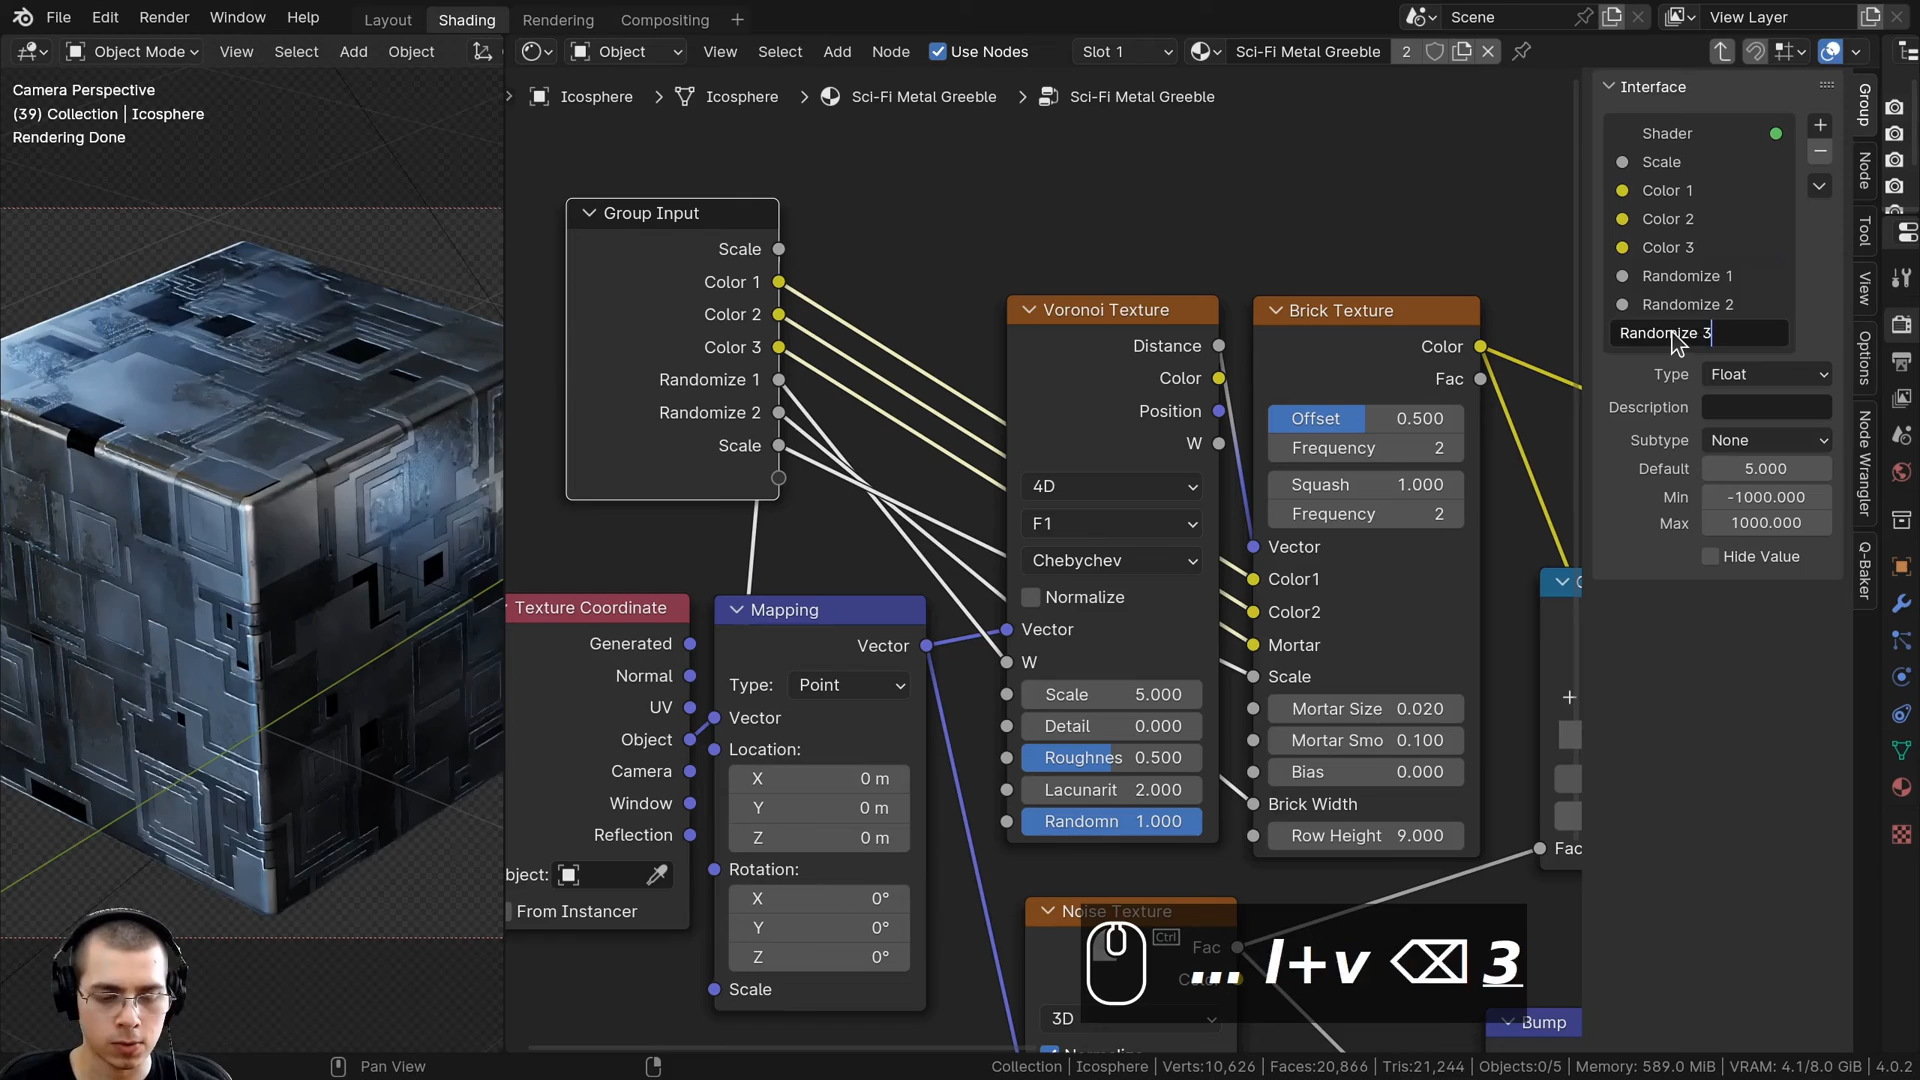 File Edit Render Window Help Layout Shading Rendering Compositing + Scene View Layer
Object Mode View Select Add Object
Object View Select Add Node Use Nodes Slot 1 Sci-Fi Metal Greeble 2
Camera Perspective
(39) Collection | Icosphere
Rendering Done
Icosphere > Icosphere > Sci-Fi Metal Greeble > Sci-Fi Metal Greeble
Group Input
Scale
Color 1
Color 2
Color 3
Randomize 1
Randomize 2
Scale
Texture Coordinate
Generated
Normal
UV
Object
Camera
Window
Reflection
bject:
From Instancer
Mapping
Vector
Type: Point
Vector
Location:
X 0 m
Y 0 m
Z 0 m
Rotation:
X 0°
Y 0°
Z 0°
Scale
Voronoi Texture
Distance
Color
Position
W
4D
F1
Chebychev
Normalize
Vector
W
Scale 5.000
Detail 0.000
Roughnes 0.500
Lacunarit 2.000
Randomn 1.000
Brick Texture
Color
Fac
Offset 0.500
Frequency 2
Squash 1.000
Frequency 2
Vector
Color1
Color2
Mortar
Scale
Mortar Size 0.020
Mortar Smo 0.100
Bias 0.000
Brick Width
Row Height 9.000
Noise Texture
Fac
3D
Fac
Bump
Ctrl
... l+v ⌫ 3
Interface
Shader
Scale
Color 1
Color 2
Color 3
Randomize 1
Randomize 2
Randomize 3
Type Float
Description
Subtype None
Default 5.000
Min -1000.000
Max 1000.000
Hide Value
Group
Node
Tool
View
Options
Node Wrangler
Q-Baker
Pan View
Collection | Icosphere | Verts:10,626 | Faces:20,866 | Tris:21,244 | Objects:0/5 | Memory: 589.0 MiB | VRAM: 4.1/8.0 GiB | 4.0.2